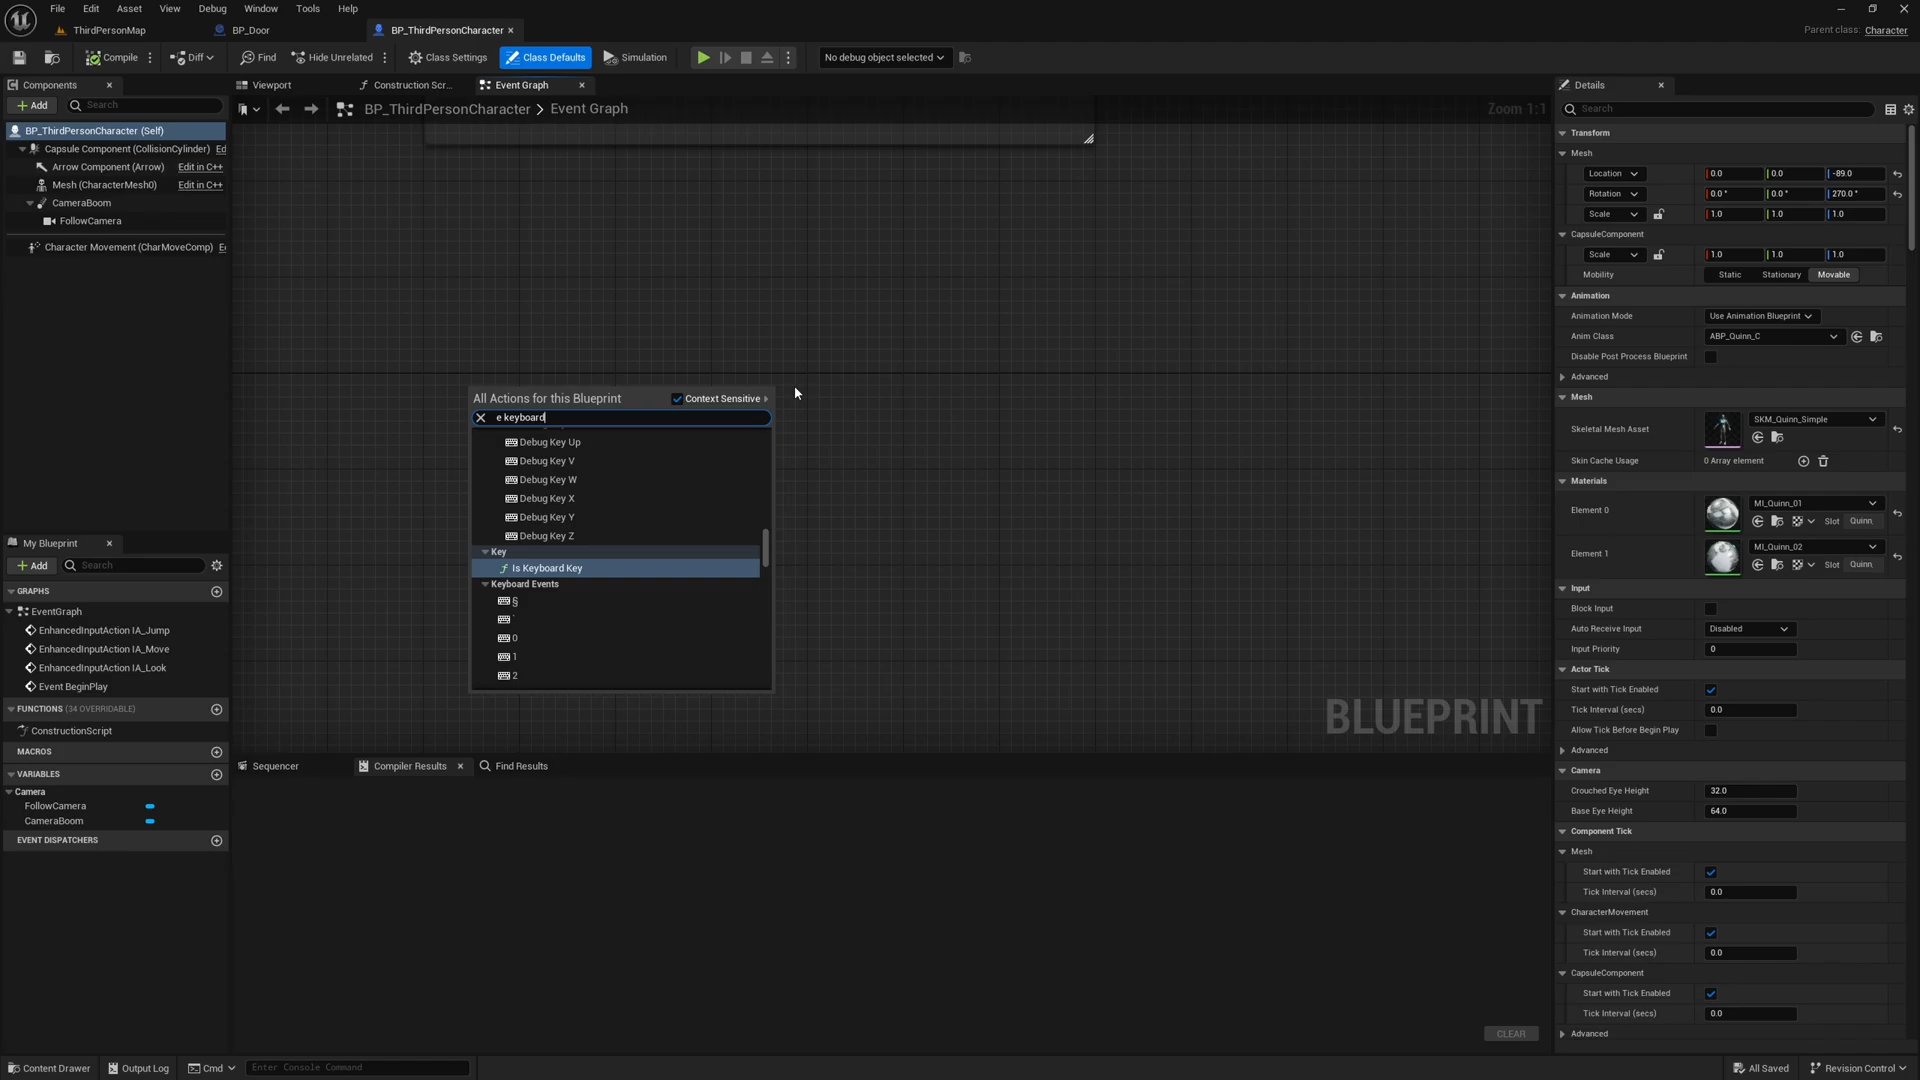 File Edit Asset View Debug Window Tools Help
ThirdPersonMap BP_Door BP_ThirdPersonCharacter
Parent class: Character
Compile Diff Find Hide Unrelated Class Settings Class Defaults Simulation No debug object selected
Components
Add Search
BP_ThirdPersonCharacter (Self)
Capsule Component (CollisionCylinder) Ed
Arrow Component (Arrow) Edit in C++
Mesh (CharacterMesh0) Edit in C++
CameraBoom
FollowCamera
Character Movement (CharMoveComp)
My Blueprint
Add Search
GRAPHS
EventGraph
EnhancedInputAction IA_Jump
EnhancedInputAction IA_Move
EnhancedInputAction IA_Look
Event BeginPlay
FUNCTIONS (34 OVERRIDABLE)
ConstructionScript
MACROS
VARIABLES
Camera
FollowCamera
CameraBoom
EVENT DISPATCHERS
Viewport Construction Scr... Event Graph
BP_ThirdPersonCharacter > Event Graph
Zoom 1:1
All Actions for this Blueprint Context Sensitive
e keyboard
Debug Key Up
Debug Key V
Debug Key W
Debug Key X
Debug Key Y
Debug Key Z
Key
Is Keyboard Key
Keyboard Events
§
`
0
1
2
BLUEPRINT
Sequencer Compiler Results Find Results
CLEAR
Details
Search
Transform
Mesh
Location 0.0 0.0 -89.0
Rotation 0.0 ° 0.0 ° 270.0 °
Scale 1.0 1.0 1.0
CapsuleComponent
Scale 1.0 1.0 1.0
Mobility Static Stationary Movable
Animation
Animation Mode Use Animation Blueprint
Anim Class ABP_Quinn_C
Disable Post Process Blueprint
Advanced
Mesh
Skeletal Mesh Asset SKM_Quinn_Simple
Skin Cache Usage 0 Array element
Materials
Element 0 MI_Quinn_01
Slot Quinn_
Element 1 MI_Quinn_02
Slot Quinn_
Input
Block Input
Auto Receive Input Disabled
Input Priority 0
Actor Tick
Start with Tick Enabled
Tick Interval (secs) 0.0
Allow Tick Before Begin Play
Advanced
Camera
Crouched Eye Height 32.0
Base Eye Height 64.0
Component Tick
Mesh
Start with Tick Enabled
Tick Interval (secs) 0.0
CharacterMovement
Start with Tick Enabled
Tick Interval (secs) 0.0
CapsuleComponent
Start with Tick Enabled
Tick Interval (secs) 0.0
Advanced
Content Drawer Output Log Cmd Enter Console Command All Saved Revision Control